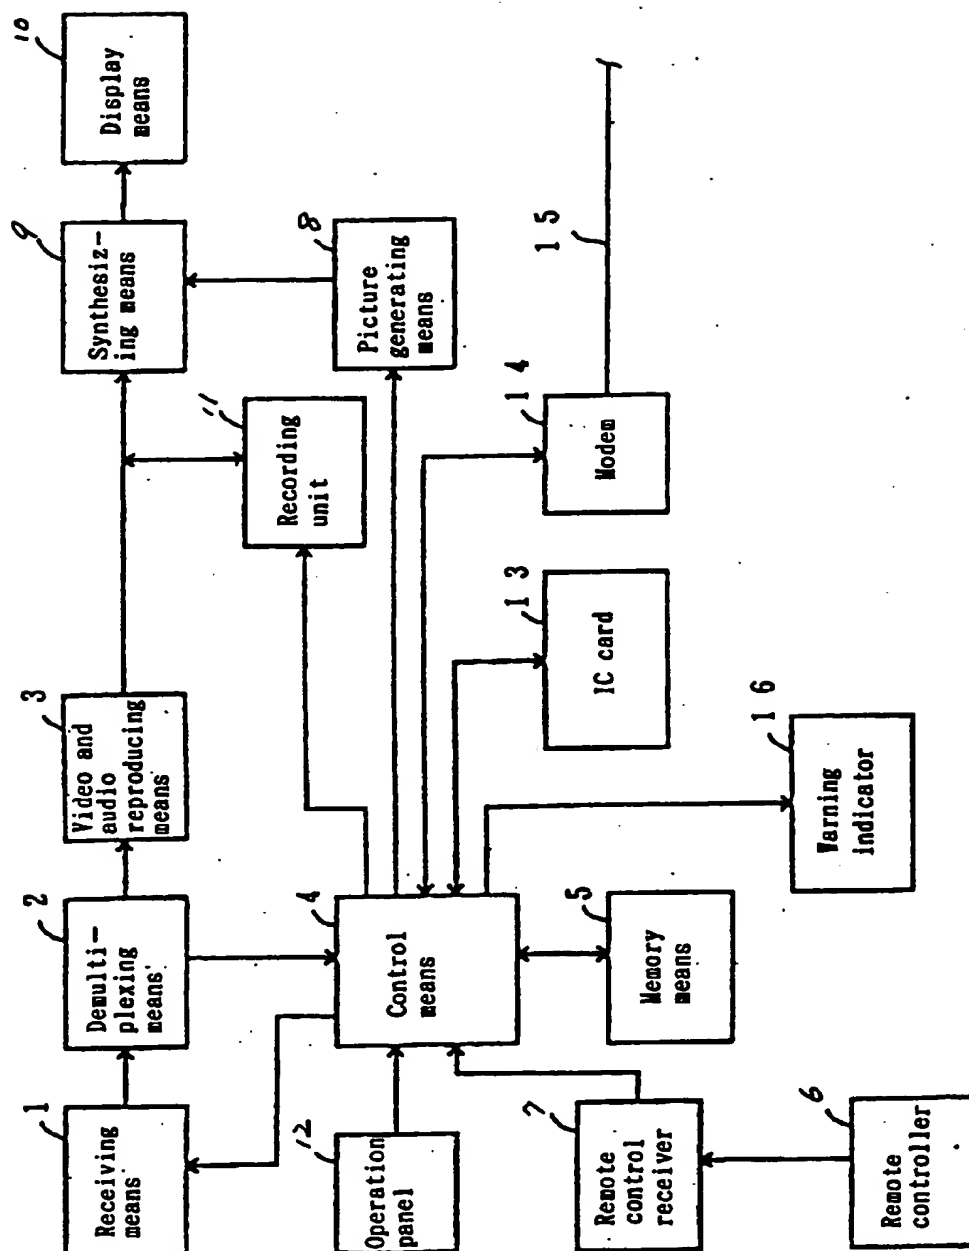 1
Receiving
means
2
Demulti-
plexing
means
3
Video and
audio
reproducing
means
9
Synthesiz-
ing means
10
Display
means
11
Recording
unit
8
Picture
generating
means
12
Operation
panel
4
Control
means
7
Remote
control
receiver
6
Remote
controller
5
Memory
means
13
IC card
14
Modem
15
16
Warning
indicator